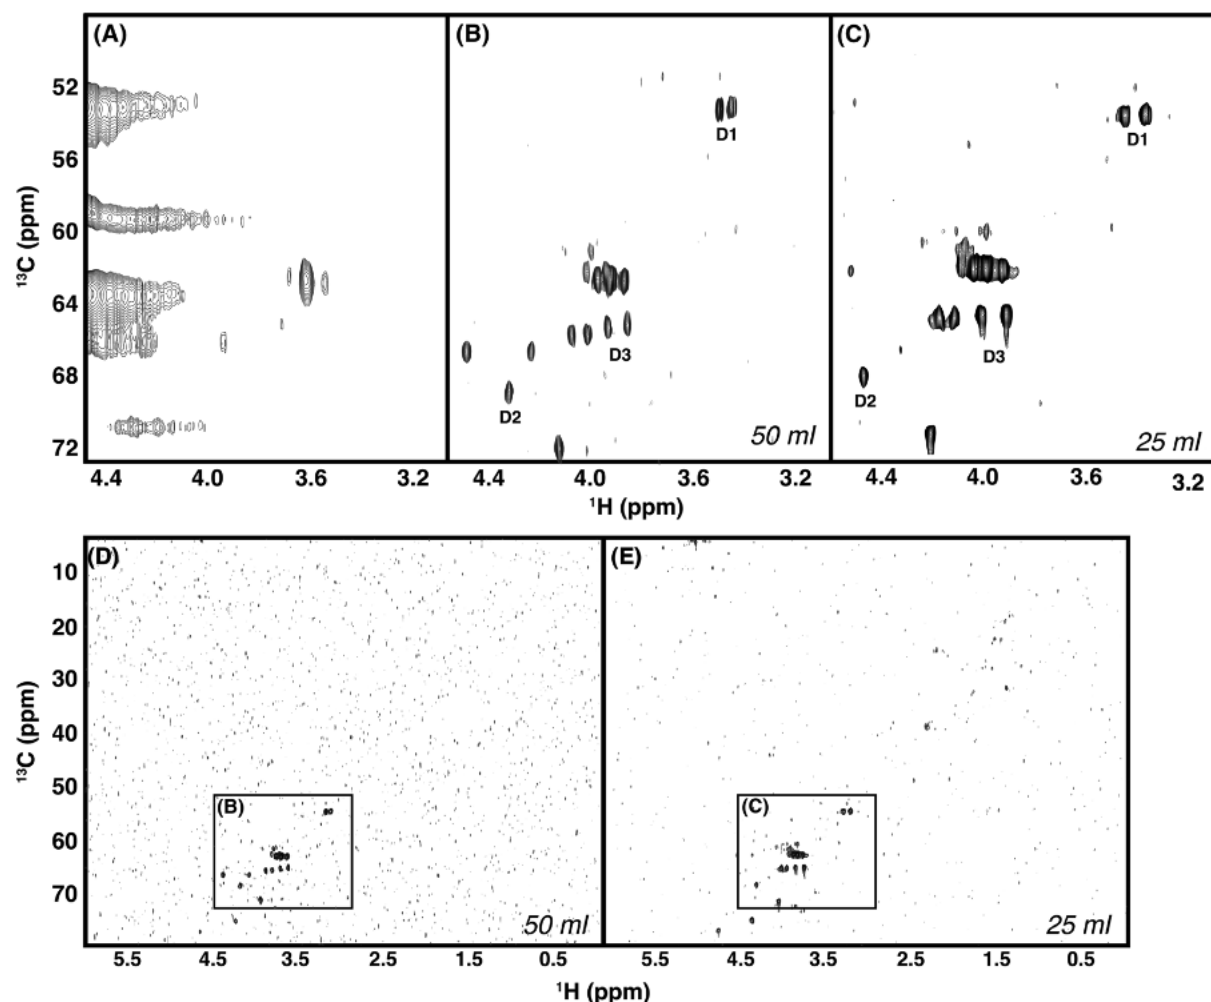 (A)
(B)
(C)
52
56
60
64
68
72
¹³C (ppm)
D1
D3
D2
50 ml
D1
D3
D2
25 ml
4.4 4.0 3.6 3.2
4.4 4.0 3.6 3.2
4.4 4.0 3.6 3.2
¹H (ppm)
(D)
(E)
10
20
30
40
50
60
70
¹³C (ppm)
(B)
50 ml
(C)
25 ml
5.5 4.5 3.5 2.5 1.5 0.5
5.5 4.5 3.5 2.5 1.5 0.5
¹H (ppm)